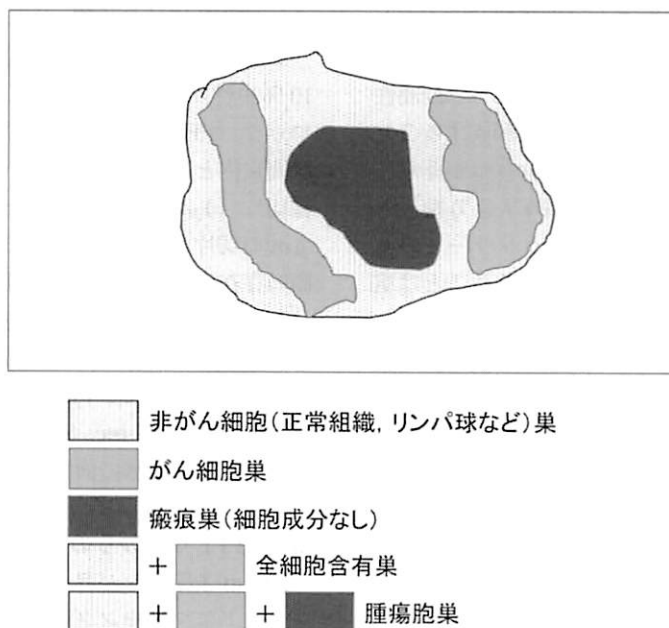 非がん細胞(正常組織, リンパ球など)巣
がん細胞巣
瘢痕巣(細胞成分なし)
+ 全細胞含有巣
+ + 腫瘍胞巣